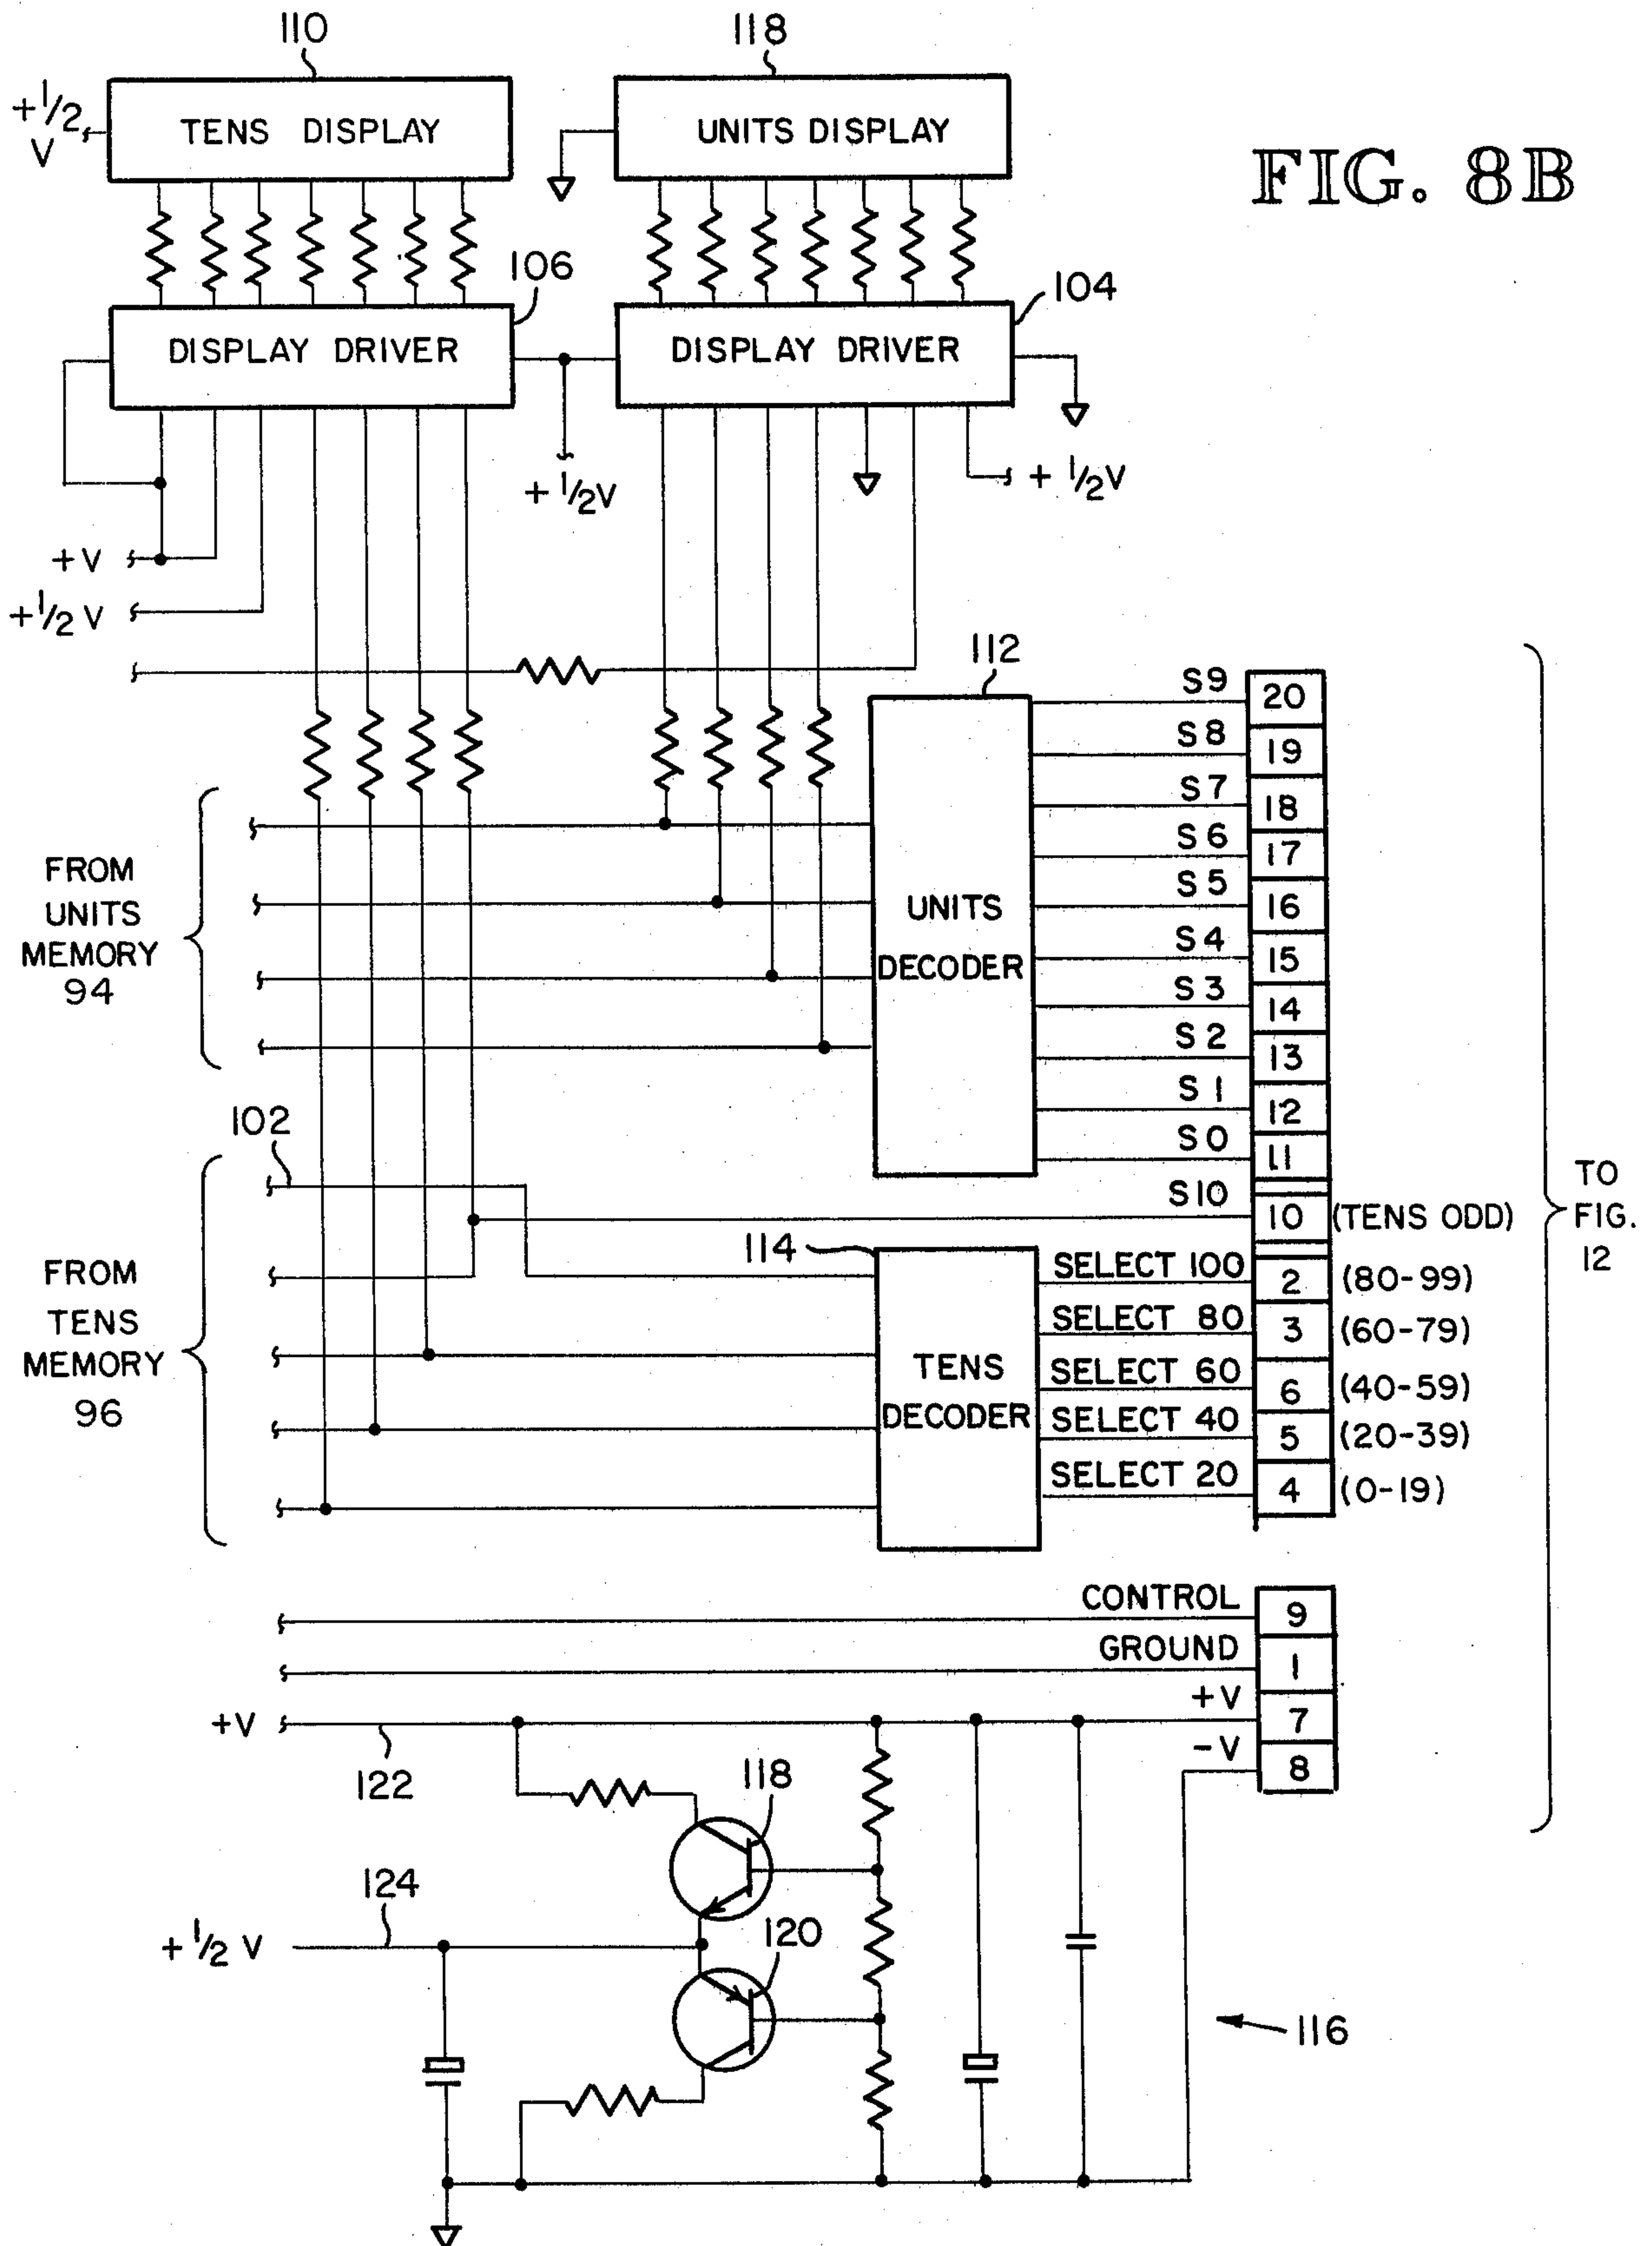 110
118
+1/2 V
TENS DISPLAY
UNITS DISPLAY
FIG. 8B
106
104
DISPLAY DRIVER
DISPLAY DRIVER
+ 1/2V
+ 1/2V
+V
+1/2 V
112
S9 20
S8 19
S7 18
S6 17
S5 16
S4 15
S3 14
S2 13
S1 12
S0 11
FROM
UNITS
MEMORY
94
UNITS
DECODER
102
S10 10 (TENS ODD)
TO
FIG.
12
114
FROM
TENS
MEMORY
96
TENS
DECODER
SELECT 100 2 (80-99)
SELECT 80 3 (60-79)
SELECT 60 6 (40-59)
SELECT 40 5 (20-39)
SELECT 20 4 (0-19)
CONTROL 9
GROUND 1
+V
+V 7
-V 8
122
118
124
+ 1/2 V
120
116